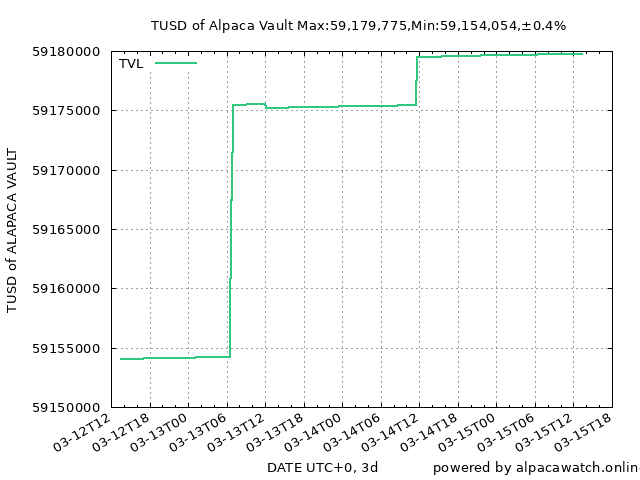 TUSD of Alpaca Vault Max:59,179,775,Min:59,154,054,±0.4%
TVL
59180000
59175000
59170000
59165000
59160000
59155000
59150000
TUSD of ALAPACA VAULT
03-12T12
03-12T18
03-13T00
03-13T06
03-13T12
03-13T18
03-14T00
03-14T06
03-14T12
03-14T18
03-15T00
03-15T06
03-15T12
03-15T18
DATE UTC+0, 3d
powered by alpacawatch.onlin